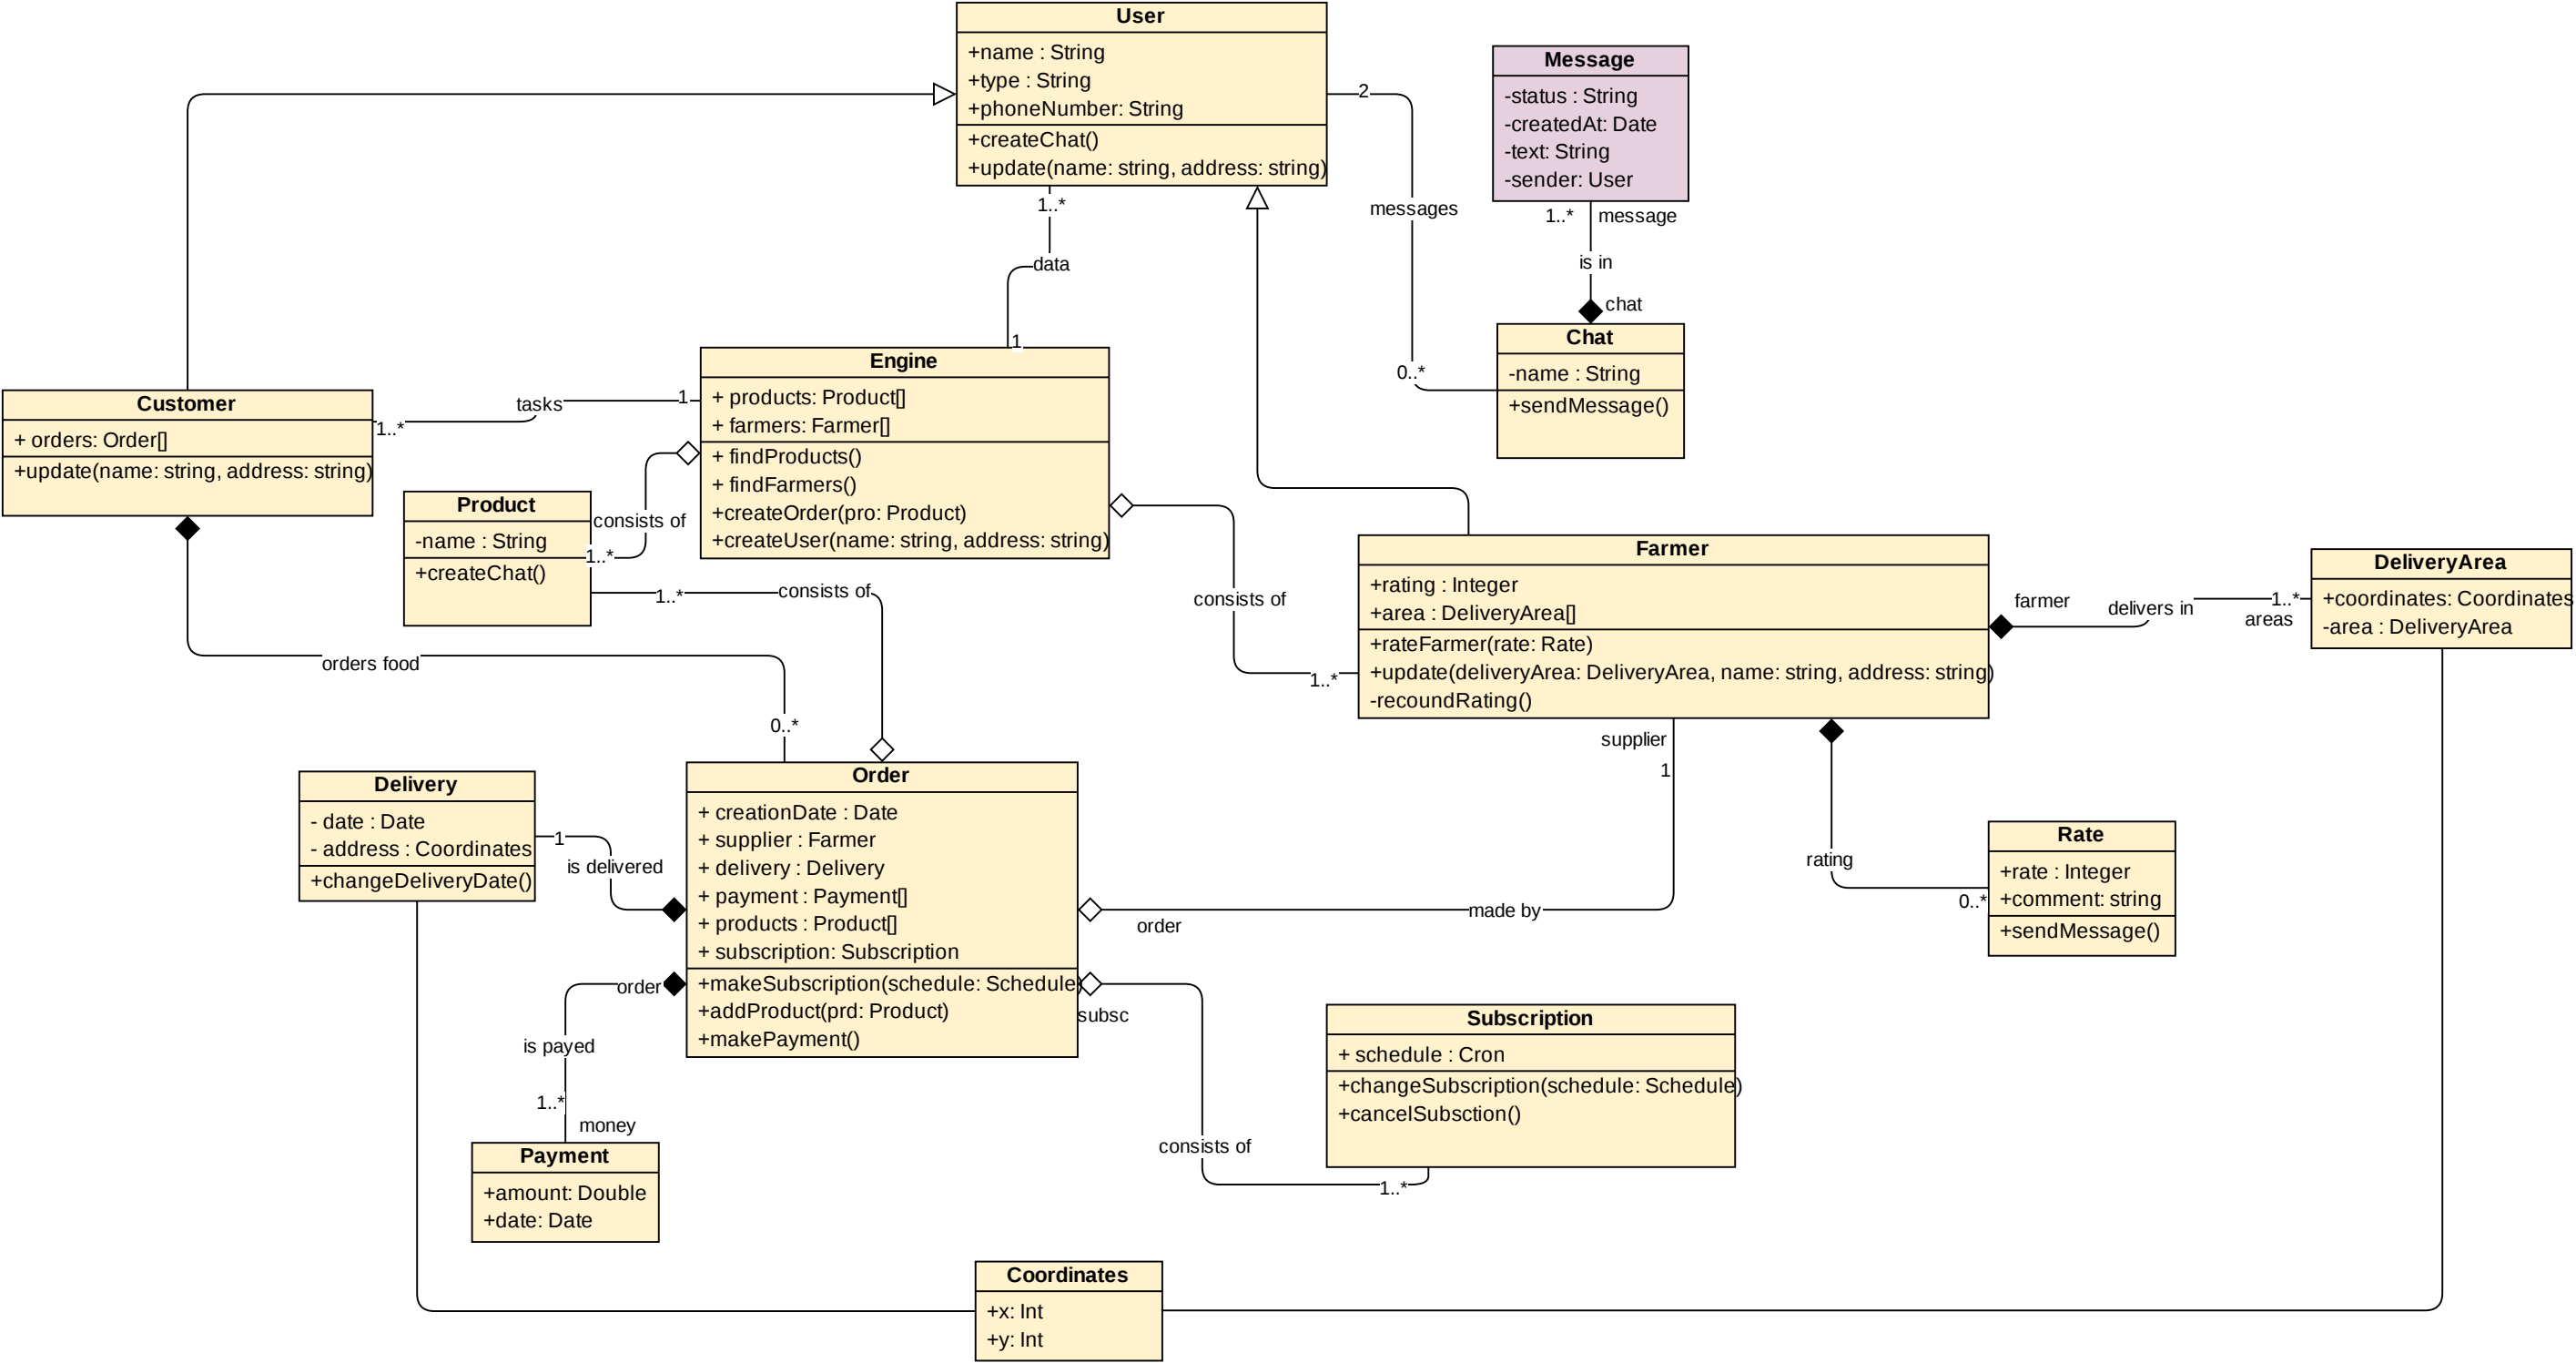 User
+name : String
+type : String
+phoneNumber: String
+createChat()
+update(name: string, address: string)
Message
-status : String
-createdAt: Date
-text: String
-sender: User
2
messages
0..*
1..*
message
is in
chat
Chat
-name : String
+sendMessage()
1..*
data
1
Engine
+ products: Product[]
+ farmers: Farmer[]
+ findProducts()
+ findFarmers()
+createOrder(pro: Product)
+createUser(name: string, address: string)
Customer
+ orders: Order[]
+update(name: string, address: string)
1..*
tasks
1
Product
-name : String
+createChat()
consists of
1..*
1..*
consists of
consists of
1..*
Farmer
+rating : Integer
+area : DeliveryArea[]
+rateFarmer(rate: Rate)
+update(deliveryArea: DeliveryArea, name: string, address: string)
-recoundRating()
farmer
delivers in
1..*
areas
DeliveryArea
+coordinates: Coordinates
-area : DeliveryArea
orders food
0..*
supplier
1
Delivery
- date : Date
- address : Coordinates
+changeDeliveryDate()
1
is delivered
Order
+ creationDate : Date
+ supplier : Farmer
+ delivery : Delivery
+ payment : Payment[]
+ products : Product[]
+ subscription: Subscription
+makeSubscription(schedule: Schedule)
+addProduct(prd: Product)
+makePayment()
order
made by
rating
0..*
Rate
+rate : Integer
+comment: string
+sendMessage()
order
is payed
1..*
money
Payment
+amount: Double
+date: Date
subsc
consists of
1..*
Subscription
+ schedule : Cron
+changeSubscription(schedule: Schedule)
+cancelSubsction()
Coordinates
+x: Int
+y: Int